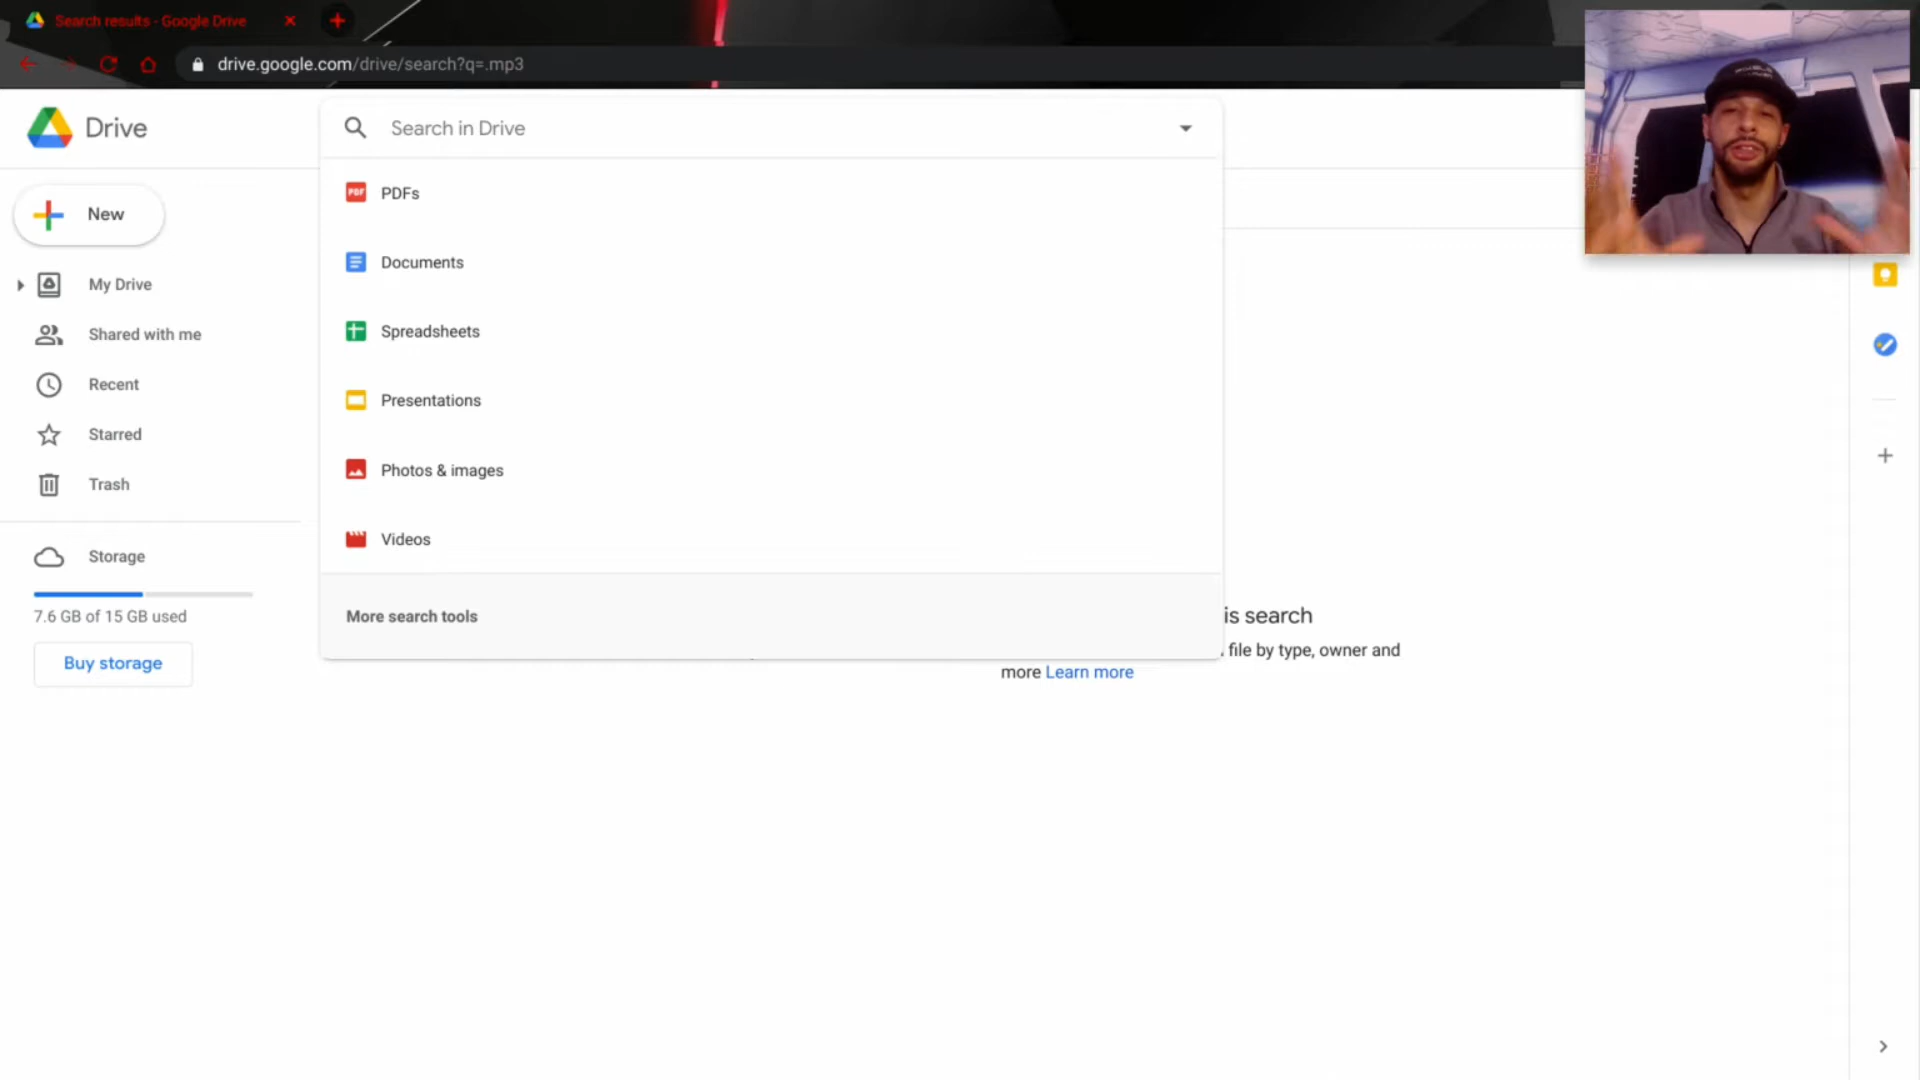 Search results - Google Drive
drive.google.com/drive/search?q=.mp3
Drive
Search in Drive
New
My Drive
Shared with me
Recent
Starred
Trash
Storage
7.6 GB of 15 GB used
Buy storage
PDF PDFs
Documents
Spreadsheets
Presentations
Photos & images
Videos
More search tools
is search
file by type, owner and
more Learn more